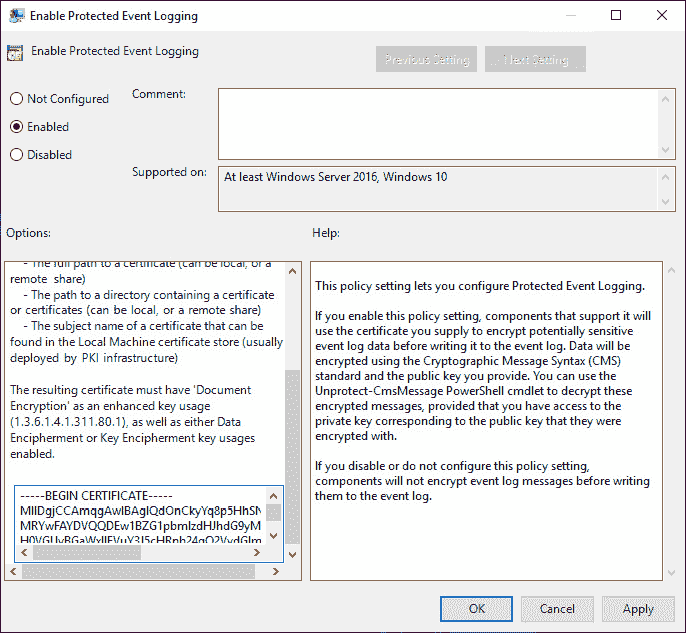 Enable Protected Event Logging
Enable Protected Event Logging
Previous Setting
Next Setting
Not Configured
Enabled
Disabled
Comment:
Supported on:
At least Windows Server 2016, Windows 10
Options:
Help:
- The full path to a certificate (can be local, or a
remote share)
- The path to a directory containing a certificate
or certificates (can be local, or a remote share)
- The subject name of a certificate that can be
found in the Local Machine certificate store (usually
deployed by PKI infrastructure)
The resulting certificate must have 'Document
Encryption' as an enhanced key usage
(1.3.6.1.4.1.311.80.1), as well as either Data
Encipherment or Key Encipherment key usages
enabled.
-----BEGIN CERTIFICATE-----
This policy setting lets you configure Protected Event Logging.
If you enable this policy setting, components that support it will
use the certificate you supply to encrypt potentially sensitive
event log data before writing it to the event log. Data will be
encrypted using the Cryptographic Message Syntax (CMS)
standard and the public key you provide. You can use the
Unprotect-CmsMessage PowerShell cmdlet to decrypt these
encrypted messages, provided that you have access to the
private key corresponding to the public key that they were
encrypted with.
If you disable or do not configure this policy setting,
components will not encrypt event log messages before writing
them to the event log.
OK
Cancel
Apply